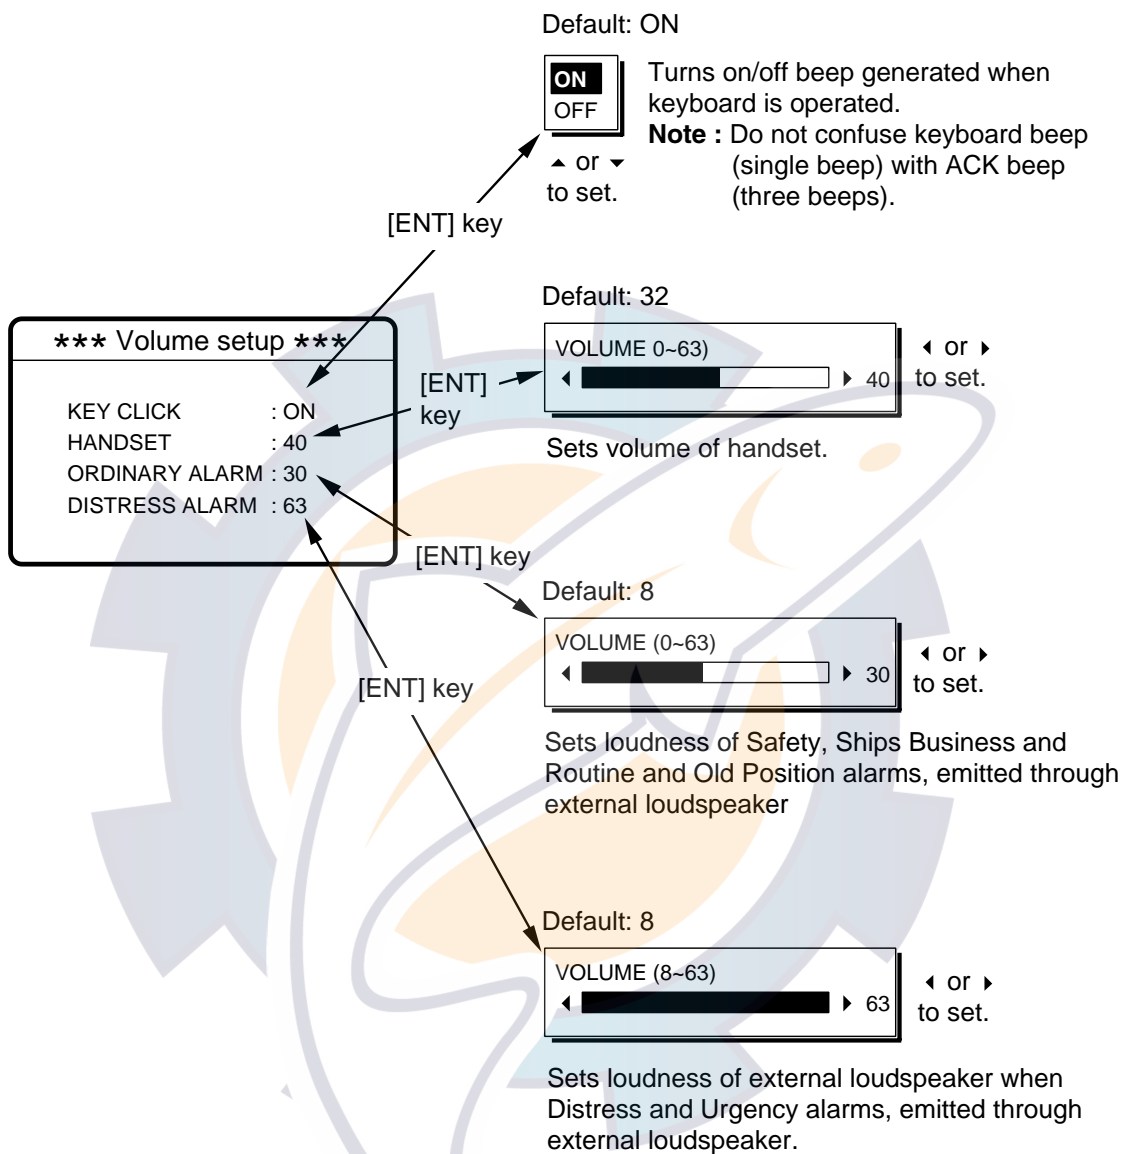 Default: ON
ON
OFF
Turns on/off beep generated when
keyboard is operated.
Note : Do not confuse keyboard beep
(single beep) with ACK beep
(three beeps).
▲ or ▼
to set.
[ENT] key
*** Volume setup ***
KEY CLICK : ON
HANDSET : 40
ORDINARY ALARM : 30
DISTRESS ALARM : 63
[ENT]
key
Default: 32
VOLUME 0~63)
◀ ▶ 40
◀ or ▶
to set.
Sets volume of handset.
[ENT] key
Default: 8
VOLUME (0~63)
◀ ▶ 30
◀ or ▶
to set.
Sets loudness of Safety, Ships Business and
Routine and Old Position alarms, emitted through
external loudspeaker
[ENT] key
Default: 8
VOLUME (8~63)
◀ ▶ 63
◀ or ▶
to set.
Sets loudness of external loudspeaker when
Distress and Urgency alarms, emitted through
external loudspeaker.